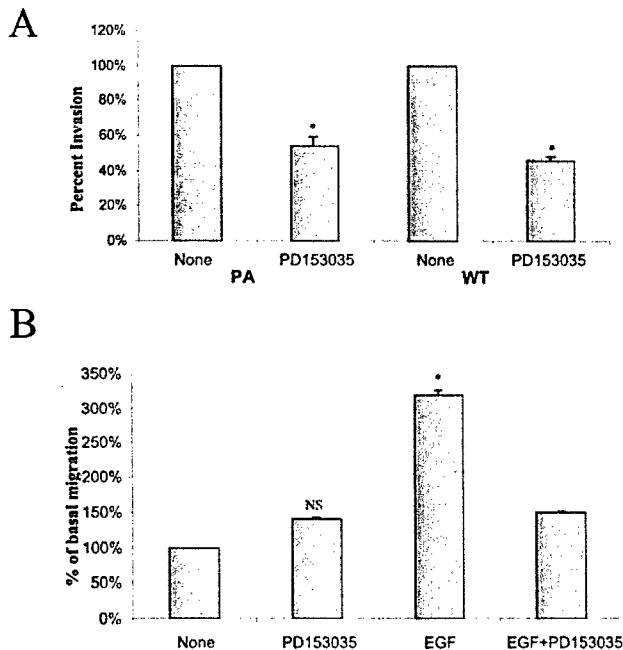 A
120%
100%
80%
60%
40%
20%
0%
Percent Invasion
*
*
None PD153035 None PD153035
PA WT
B
350%
300%
250%
200%
150%
100%
50%
0%
% of basal migration
NS
*
None PD153035 EGF EGF+PD153035